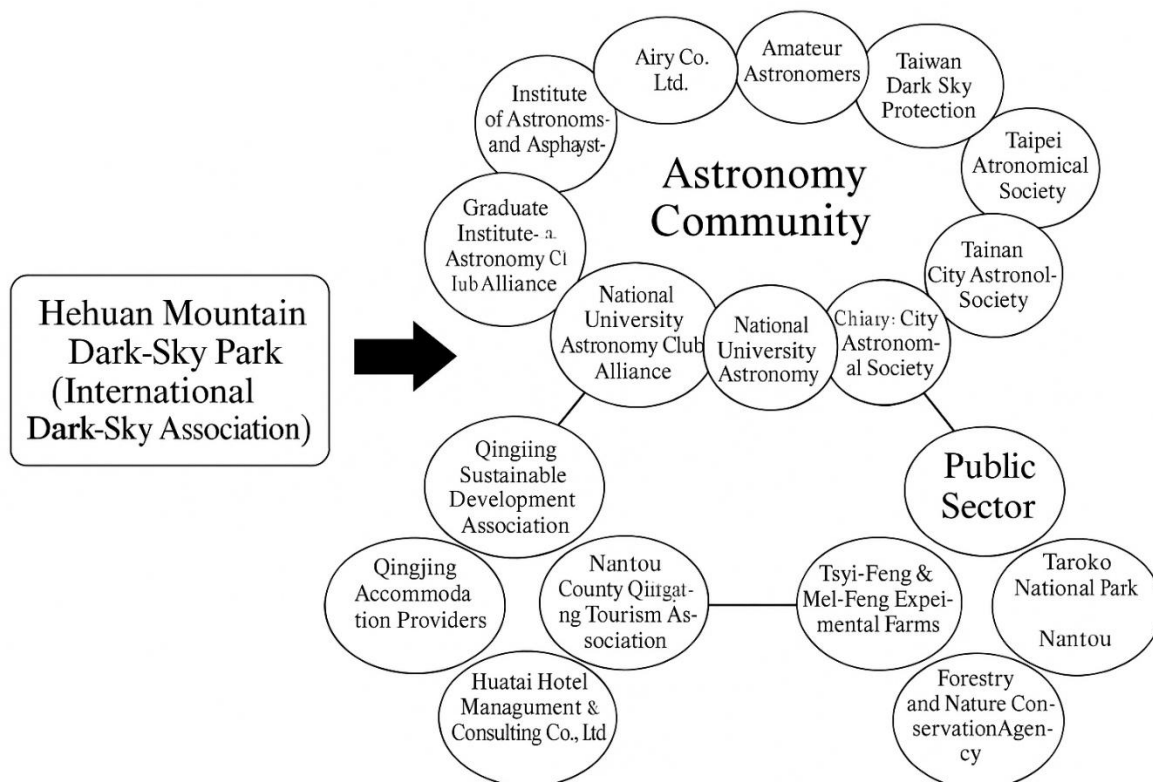 Hehuan Mountain
Dark-Sky Park
(International
Dark-Sky Association)
Astronomy
Community
Airy Co.
Ltd.
Amateur
Astronomers
Taiwan
Dark Sky
Protection
Taipei
Atronomical
Society
Tainan
City Astronol-
Society
Chiayi: City
Astronom-
al Society
National
University
Astronomy
National
University
Astronomy Club
Alliance
Graduate
Institute- a.
Astronomy Cl
lub Alliance
Institute
of Astronoms-
and Asphayst-
Qingiing
Sustainable
Development
Association
Qingjing
Accommoda
tion Providers
Nantou
County
ng Tourism As-
sociation
Huatai Hotel
Managument &
Consulting Co., Ltd
Public
Sector
Tsyi-Feng &
Mel-Feng Expei-
mental Farms
Taroko
National Park
Nantou
Forestry
and Nature Con-
servationAgen-
cy